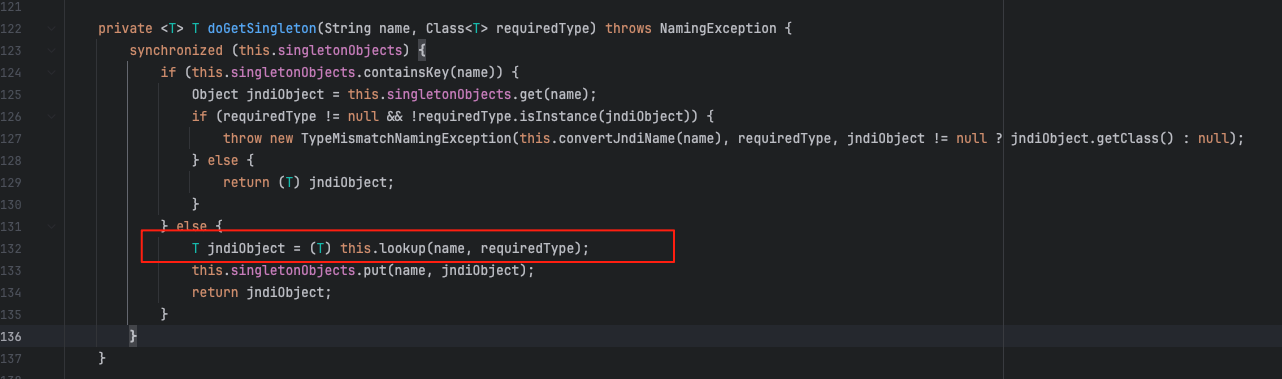 121
122 private <T> T doGetSingleton(String name, Class<T> requiredType) throws NamingException {
123 synchronized (this.singletonObjects) {
124 if (this.singletonObjects.containsKey(name)) {
125 Object jndiObject = this.singletonObjects.get(name);
126 if (requiredType != null && !requiredType.isInstance(jndiObject)) {
127 throw new TypeMismatchNamingException(this.convertJndiName(name), requiredType, jndiObject != null ? jndiObject.getClass() : null);
128 } else {
129 return (T) jndiObject;
130 }
131 } else {
132 T jndiObject = (T) this.lookup(name, requiredType);
133 this.singletonObjects.put(name, jndiObject);
134 return jndiObject;
135 }
136 }
137 }
138